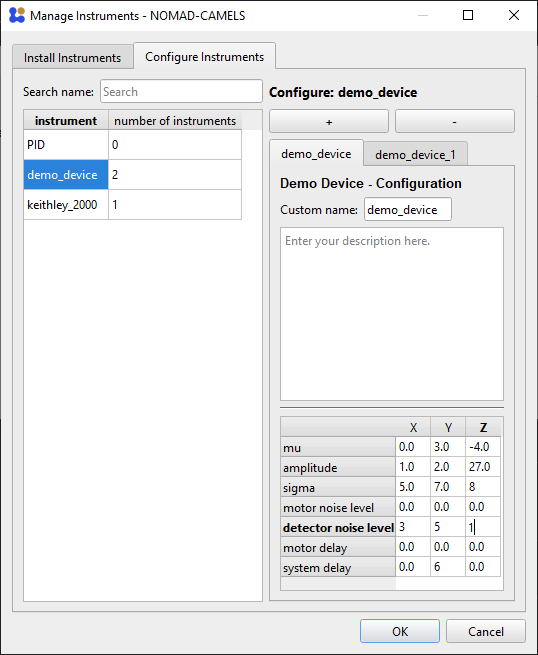 Manage Instruments - NOMAD-CAMELS
Install Instruments
Configure Instruments
Search name: Search
instrument number of instruments
PID 0
demo_device 2
keithley_2000 1
Configure: demo_device
+ -
demo_device demo_device_1
Demo Device - Configuration
Custom name: demo_device
Enter your description here.
X Y Z
mu 0.0 3.0 -4.0
amplitude 1.0 2.0 27.0
sigma 5.0 7.0 8
motor noise level 0.0 0.0 0.0
detector noise level 3 5 1
motor delay 0.0 0.0 0.0
system delay 0.0 6 0.0
OK Cancel